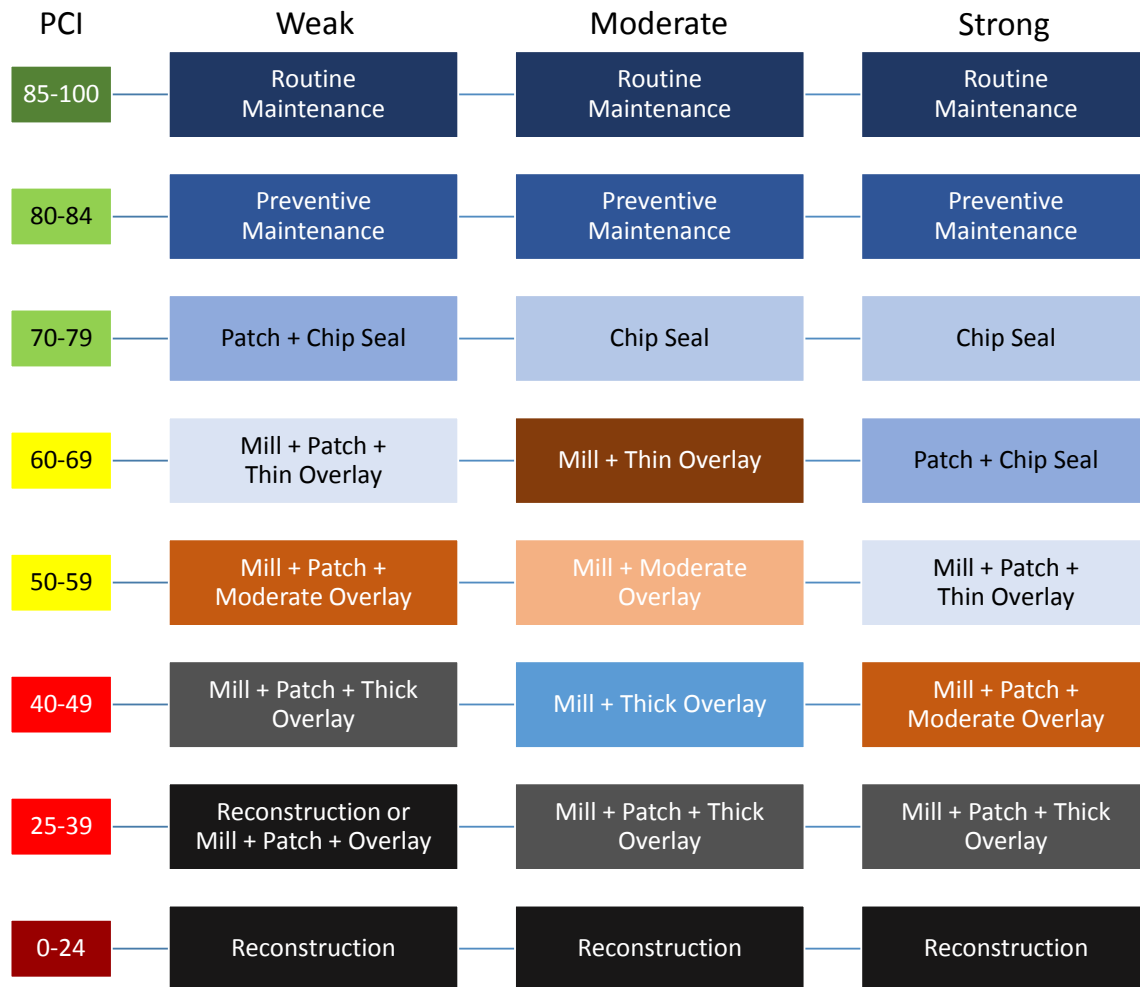 PCI Weak Moderate Strong
85-100
Routine
Maintenance
Routine
Maintenance
Routine
Maintenance
80-84
Preventive
Maintenance
Preventive
Maintenance
Preventive
Maintenance
70-79
Patch + Chip Seal
Chip Seal
Chip Seal
60-69
Mill + Patch +
Thin Overlay
Mill + Thin Overlay
Patch + Chip Seal
50-59
Mill + Patch +
Moderate Overlay
Mill + Moderate
Overlay
Mill + Patch +
Thin Overlay
40-49
Mill + Patch + Thick
Overlay
Mill + Thick Overlay
Mill + Patch +
Moderate Overlay
25-39
Reconstruction or
Mill + Patch + Overlay
Mill + Patch + Thick
Overlay
Mill + Patch + Thick
Overlay
0-24
Reconstruction
Reconstruction
Reconstruction